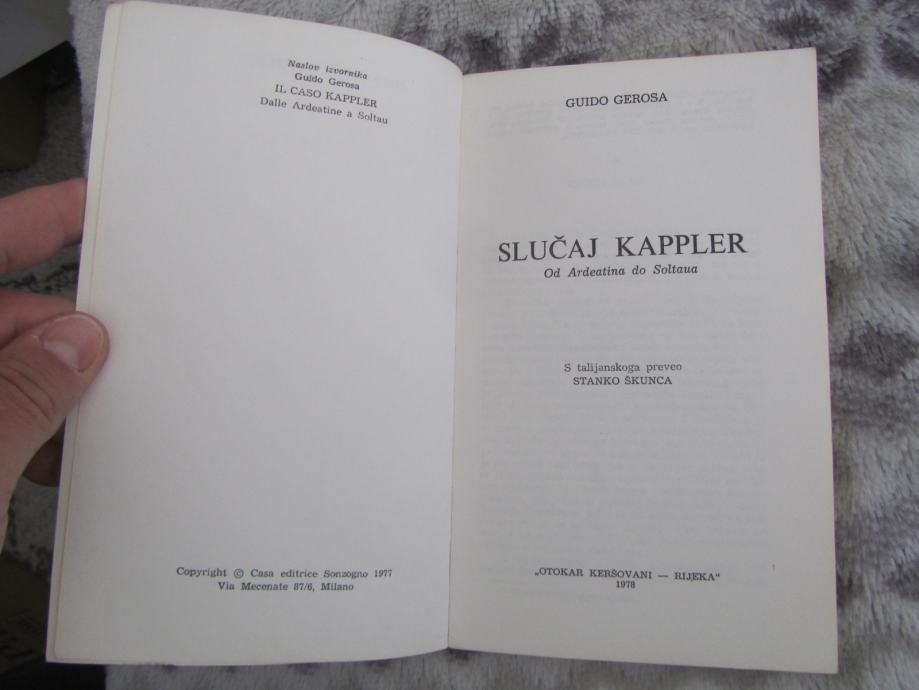 Naslov izvornika
Guido Gerosa
IL CASO KAPPLER
Dalle Ardeatine a Soltau
Copyright © Casa editrice Sonzogno 1977
Via Mecenate 87/6, Milano
GUIDO GEROSA
SLUČAJ KAPPLER
Od Ardeatina do Soltaua
S talijanskoga preveo
STANKO ŠKUNCA
„OTOKAR KERŠOVANI — RIJEKA"
1978